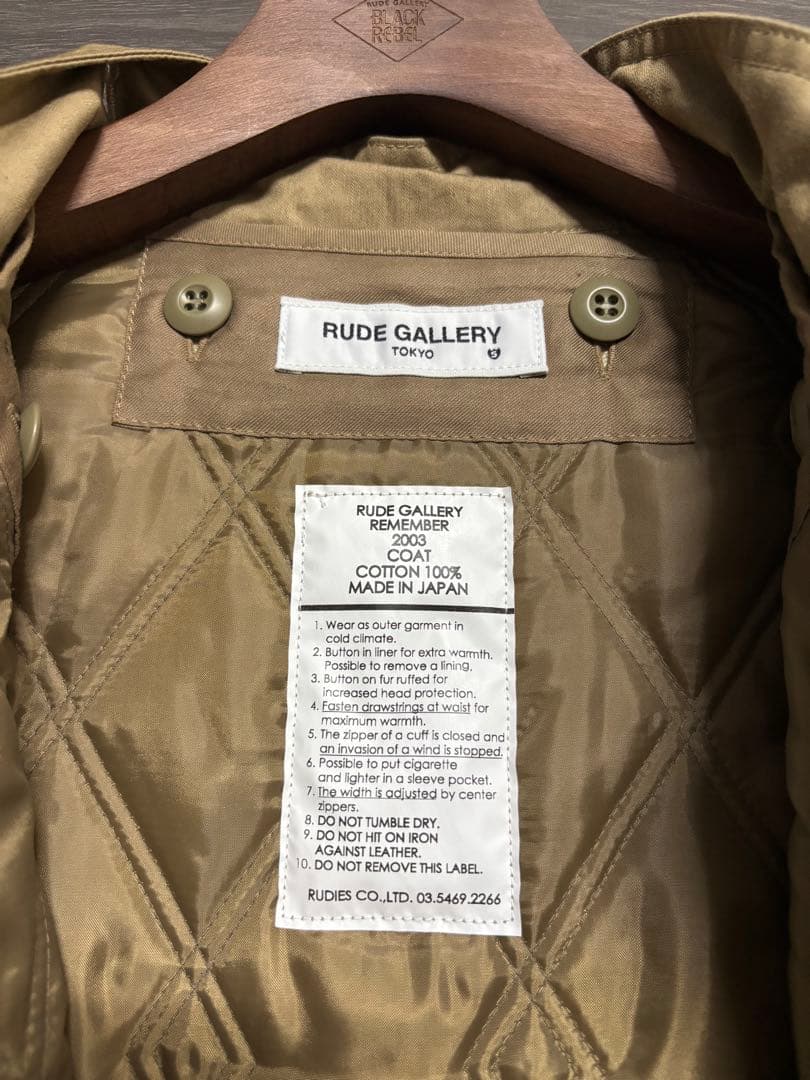 RUDE GALLERY
BLACK
REBEL
RUDE GALLERY
TOKYO
RUDE GALLERY
REMEMBER
2003
COAT
COTTON 100%
MADE IN JAPAN
1. Wear as outer garment in
cold climate.
2. Button in liner for extra warmth.
Possible to remove a lining.
3. Button on fur ruffed for
increased head protection.
4. Fasten drawstrings at waist for
maximum warmth.
5. The zipper of a cuff is closed and
an invasion of a wind is stopped.
6. Possible to put cigarette
and lighter in a sleeve pocket.
7. The width is adjusted by center
zippers.
8. DO NOT TUMBLE DRY.
9. DO NOT HIT ON IRON
AGAINST LEATHER.
10. DO NOT REMOVE THIS LABEL.
RUDIES CO.,LTD. 03.5469.2266